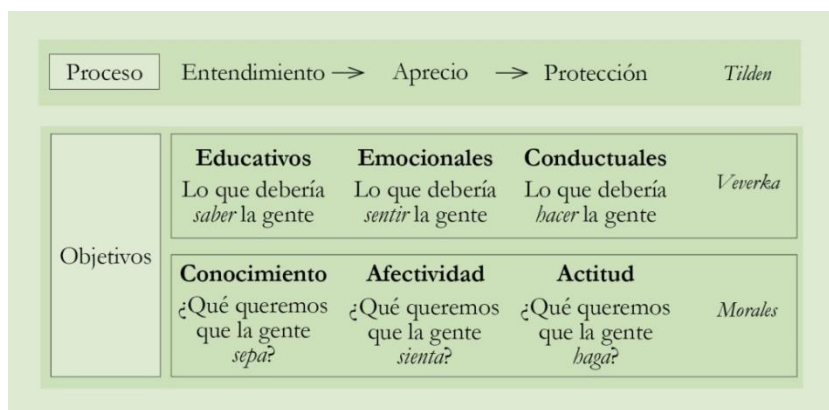 Proceso Entendimiento → Aprecio → Protección Tilden
Objetivos
Educativos
Lo que debería
saber la gente
Emocionales
Lo que debería
sentir la gente
Conductuales
Lo que debería
hacer la gente
Veverka
Conocimiento
¿Qué queremos
que la gente
sepa?
Afectividad
¿Qué queremos
que la gente
sienta?
Actitud
¿Qué queremos
que la gente
haga?
Morales